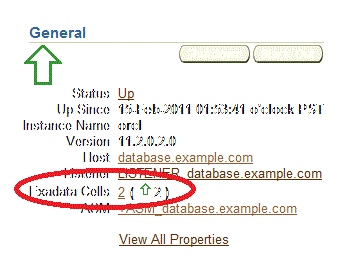 General
Status Up
Up Since 15-Feb-2011 01:53:41 o'clock PST
Instance Name orcl
Version 11.2.0.2.0
Host database.example.com
Listener LISTENER_database.example.com
Exadata Cells 2 ( 2 )
ASM +ASM_database.example.com
View All Properties